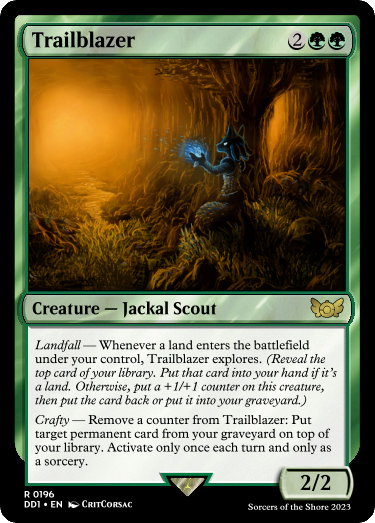 Trailblazer 2
Creature — Jackal Scout
Landfall — Whenever a land enters the battlefield
under your control, Trailblazer explores. (Reveal the
top card of your library. Put that card into your hand if it's
a land. Otherwise, put a +1/+1 counter on this creature,
then put the card back or put it into your graveyard.)
Crafty — Remove a counter from Trailblazer: Put
target permanent card from your graveyard on top of
your library. Activate only once each turn and only as
a sorcery.
2/2
R 0196
DD1 • EN CritCorsac
Sorcers of the Shore 2023